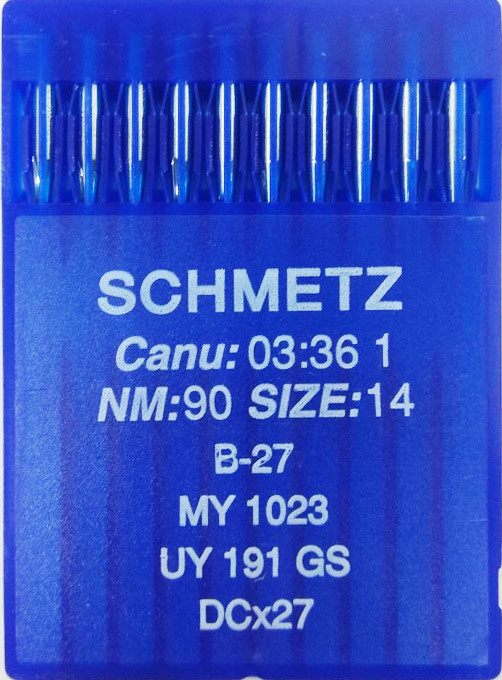 SCHMETZ
Canu: 03:36 1
NM:90 SIZE:14
B-27
MY 1023
UY 191 GS
DCx27